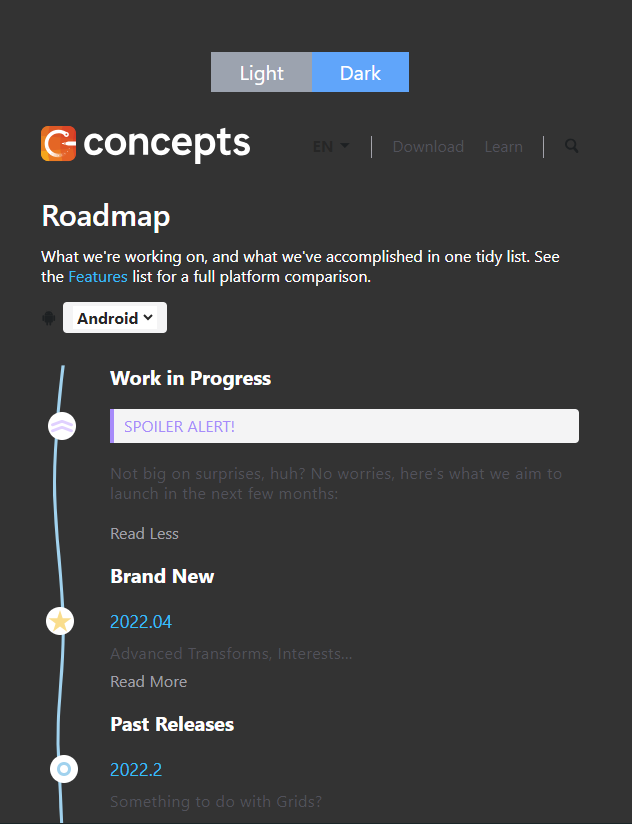 Light Dark
concepts EN Download Learn
Roadmap
What we're working on, and what we've accomplished in one tidy list. See
the Features list for a full platform comparison.
Android
Work in Progress
SPOILER ALERT!
Not big on surprises, huh? No worries, here's what we aim to
launch in the next few months:
Read Less
Brand New
2022.04
Advanced Transforms, Interests...
Read More
Past Releases
2022.2
Something to do with Grids?